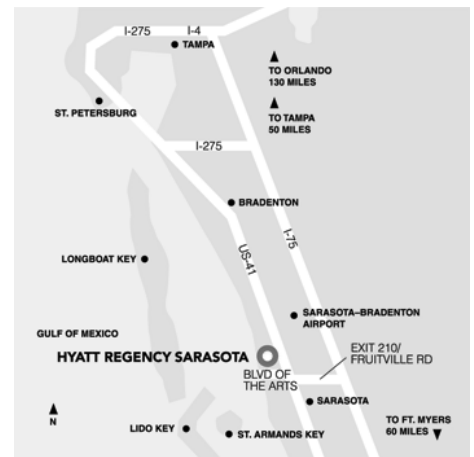 I-275
I-4
TAMPA
TO ORLANDO
130 MILES
ST. PETERSBURG
TO TAMPA
50 MILES
I-275
BRADENTON
US-41
I-75
LONGBOAT KEY
SARASOTA–BRADENTON
AIRPORT
GULF OF MEXICO
EXIT 210/
FRUITVILLE RD
HYATT REGENCY SARASOTA
BLVD OF
THE ARTS
SARASOTA
N
LIDO KEY
ST. ARMANDS KEY
TO FT. MYERS
60 MILES